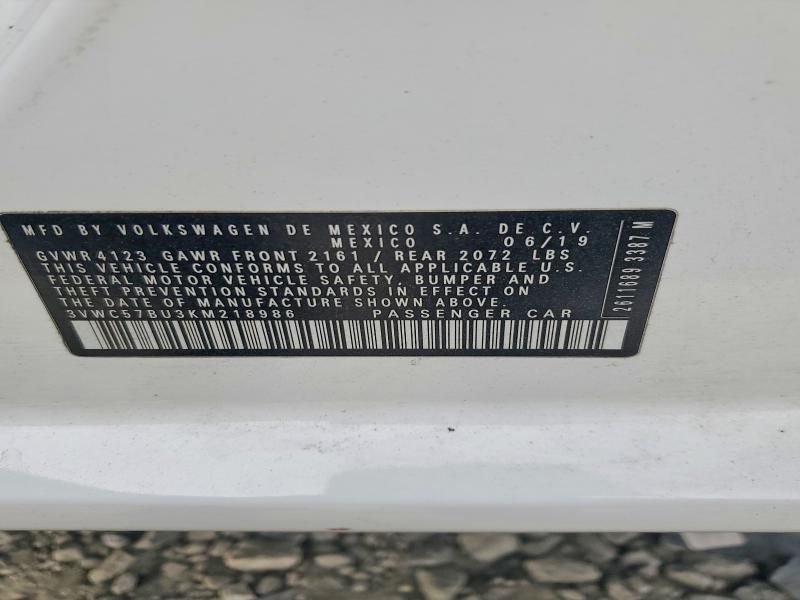 MFD BY VOLKSWAGEN DE MEXICO S.A. DE C.V.
MEXICO 06/19
GVWR 4123 GAWR FRONT 2161 / REAR 2072 LBS
THIS VEHICLE CONFORMS TO ALL APPLICABLE U.S.
FEDERAL MOTOR VEHICLE SAFETY, BUMPER AND
THEFT PREVENTION STANDARDS IN EFFECT ON
THE DATE OF MANUFACTURE SHOWN ABOVE.
3VWC57BU3KM218986 PASSENGER CAR
2611689 3387 M